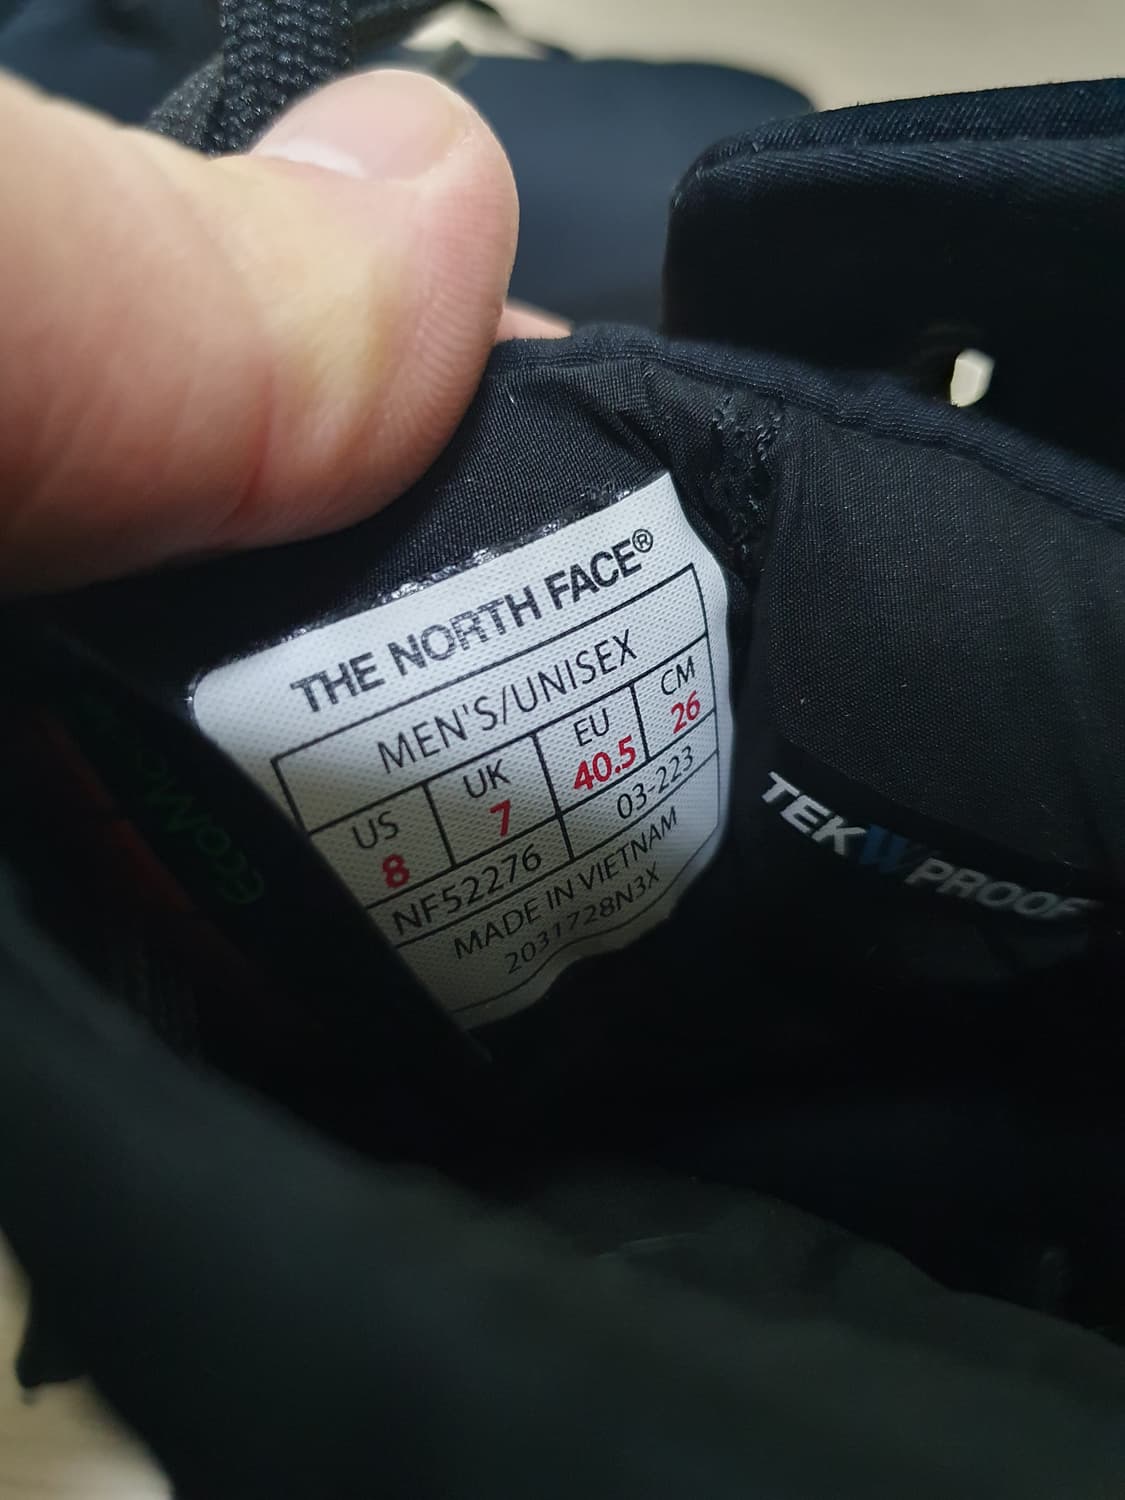 THE NORTH FACE®
MEN'S/UNISEX
US UK EU CM
8 7 40.5 26
NF52276 03-223
MADE IN VIETNAM
2031728N3X
TEKWPROOF